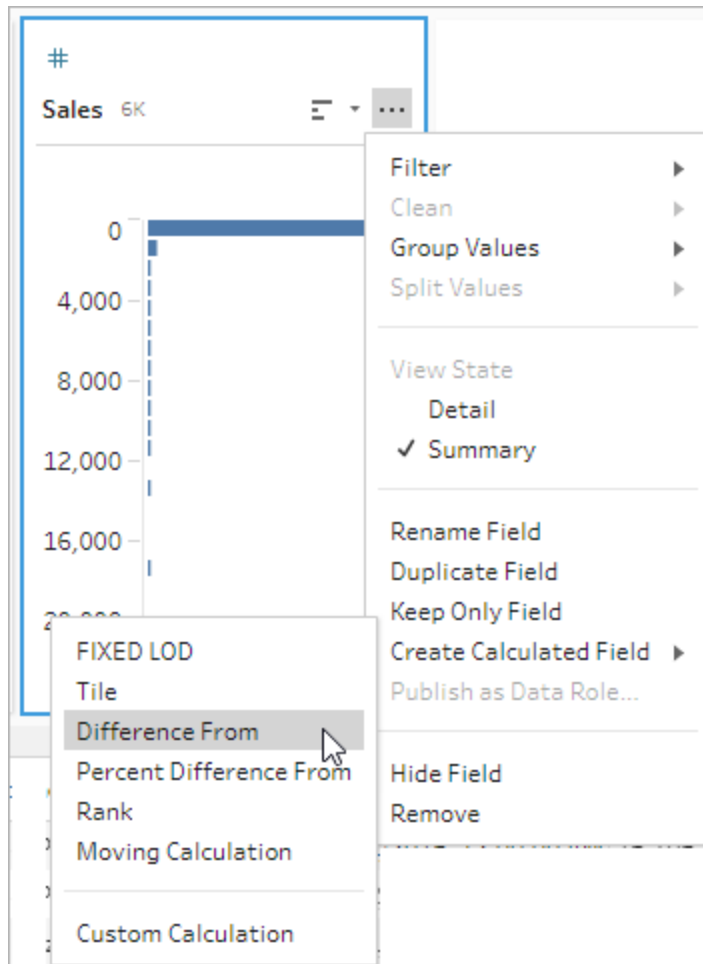 #
Sales 6K
...
0
4,000
8,000
12,000
16,000
Filter
Clean
Group Values
Split Values
View State
Detail
✓ Summary
Rename Field
Duplicate Field
Keep Only Field
Create Calculated Field
Publish as Data Role...
Hide Field
Remove
FIXED LOD
Tile
Difference From
Percent Difference From
Rank
Moving Calculation
Custom Calculation